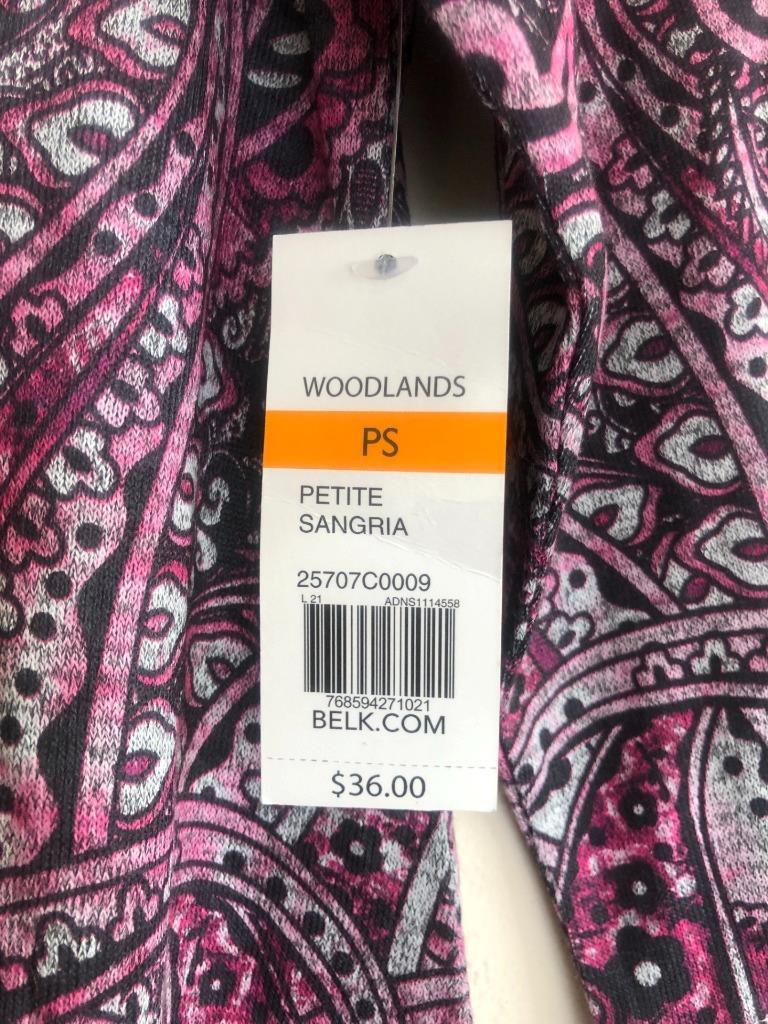 WOODLANDS
PS
PETITE
SANGRIA
25707C0009
L 21 ADNS1114558
768594271021
BELK.COM
$36.00